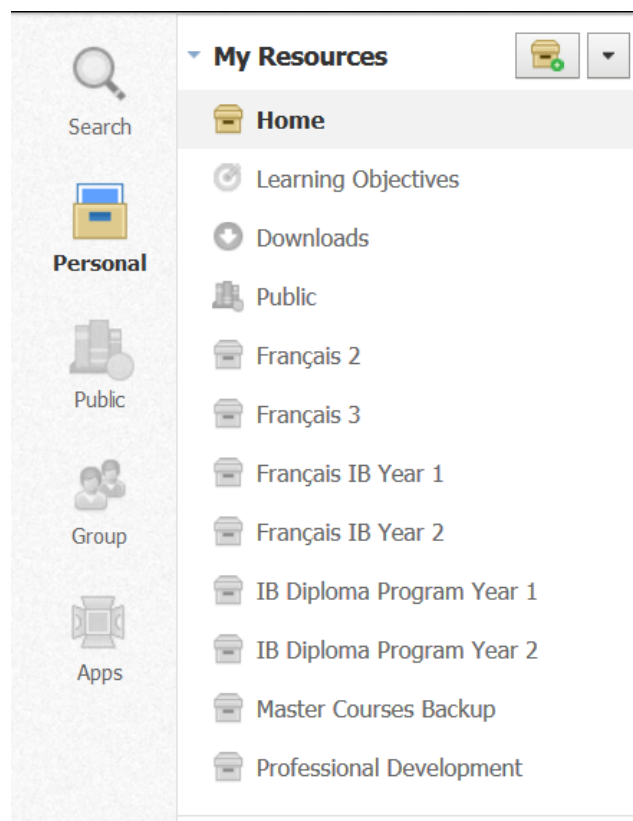 Search
Personal
Public
Group
Apps
My Resources
Home
Learning Objectives
Downloads
Public
Français 2
Français 3
Français IB Year 1
Français IB Year 2
IB Diploma Program Year 1
IB Diploma Program Year 2
Master Courses Backup
Professional Development